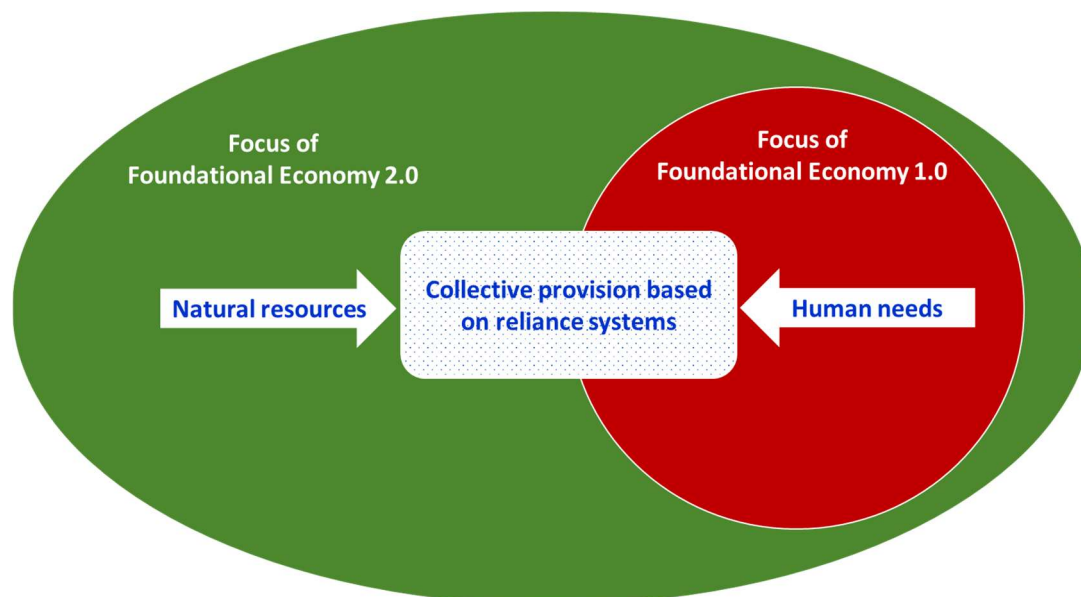 Focus of
Foundational Economy 2.0
Focus of
Foundational Economy 1.0
Natural resources
Collective provision based
on reliance systems
Human needs